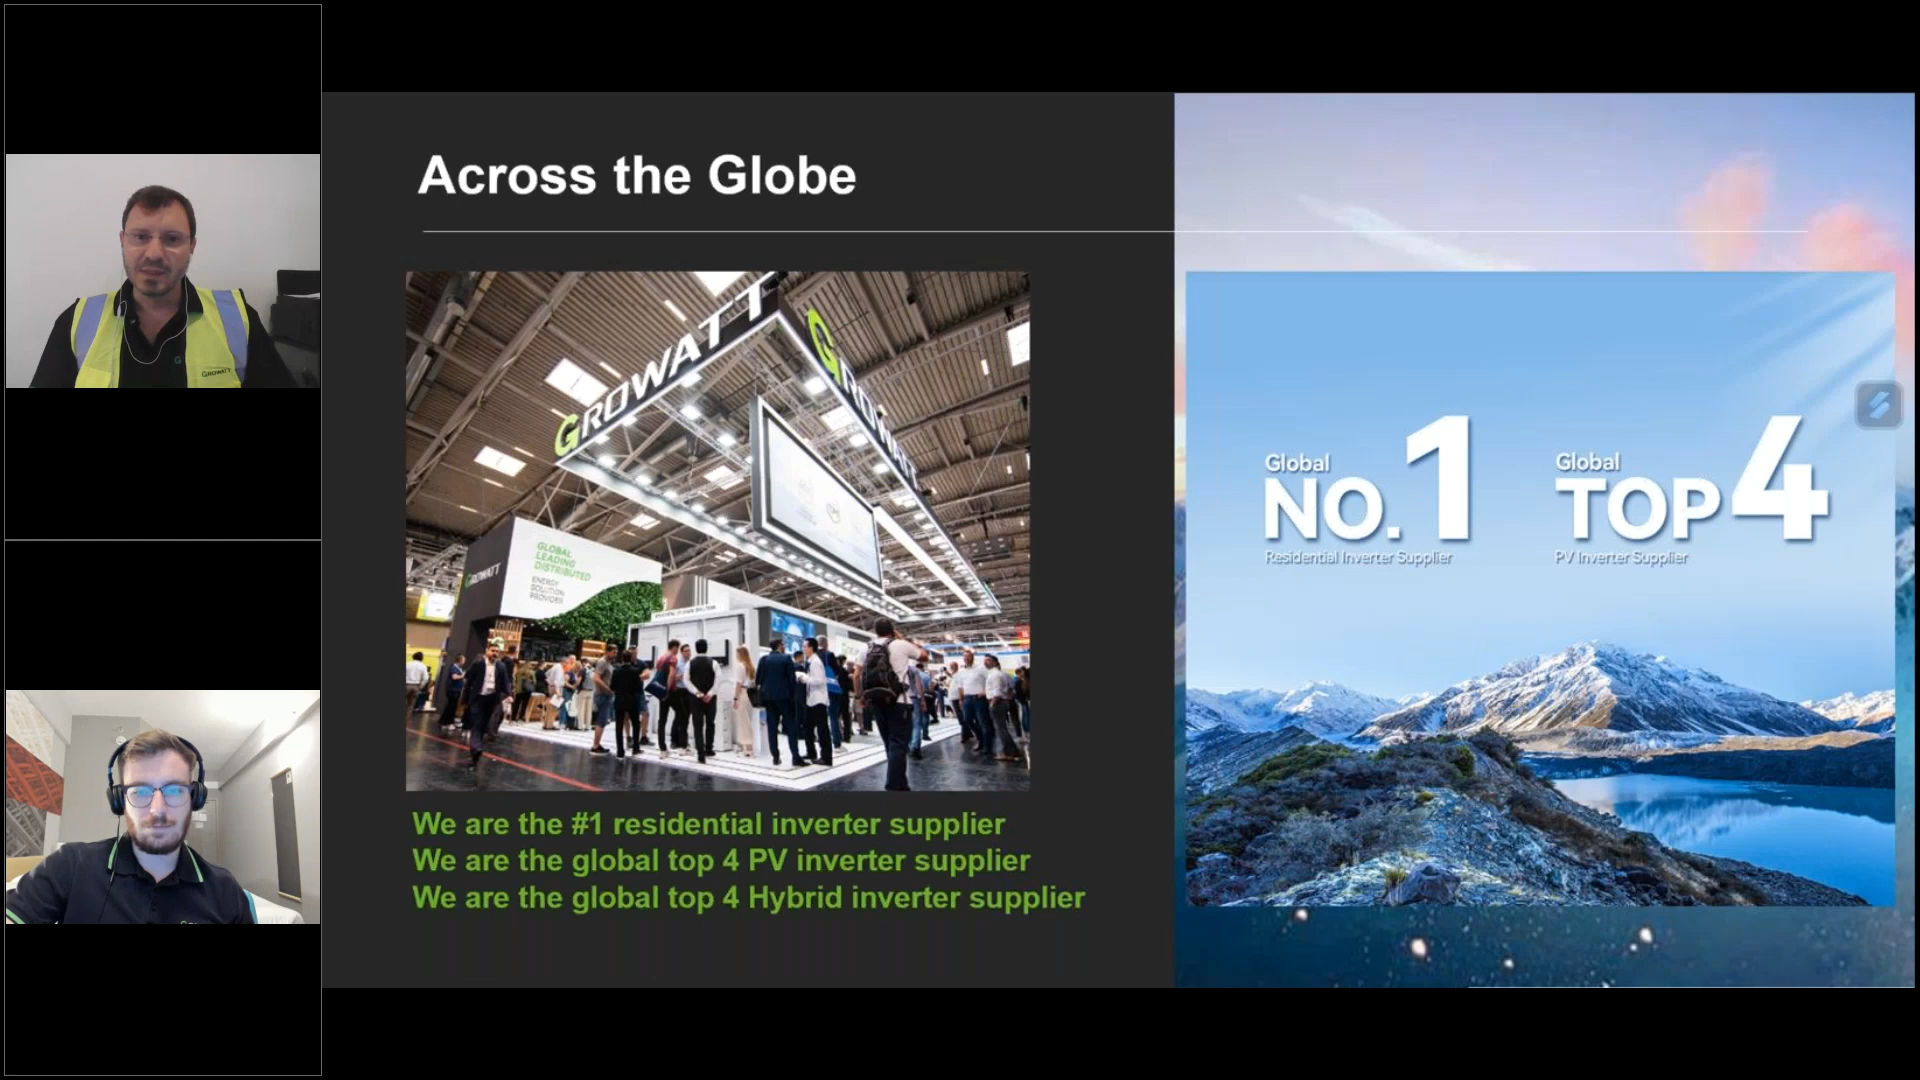 Across the Globe
GROWATT
GROWATT
GLOBAL
LEADING
DISTRIBUTED
ENERGY
SOLUTION
PROVIDER
GROWATT
We are the #1 residential inverter supplier
We are the global top 4 PV inverter supplier
We are the global top 4 Hybrid inverter supplier
Global
NO.1
Residential Inverter Supplier
Global
TOP4
PV Inverter Supplier
GROWATT